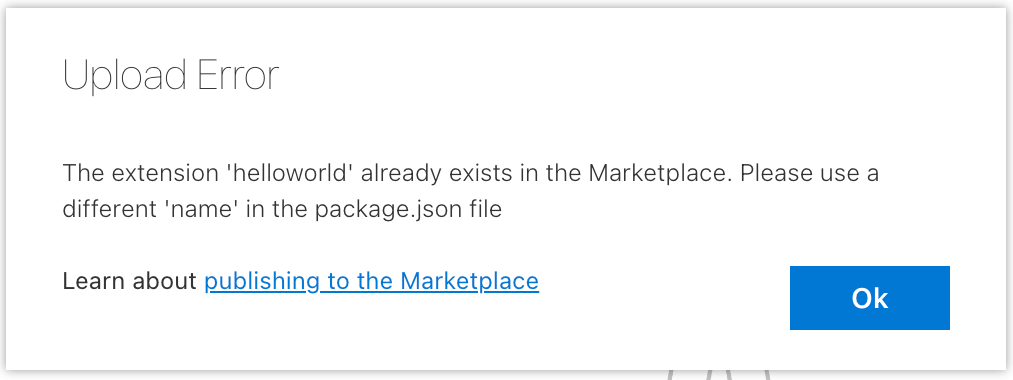 Upload Error
The extension 'helloworld' already exists in the Marketplace. Please use a
different 'name' in the package.json file
Learn about publishing to the Marketplace
Ok